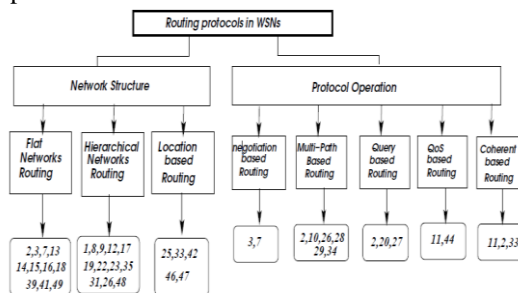 Routing protocols in WSNs
Network Structure
Protocol Operation
Flat
Networks
Routing
Hierarchical
Networks
Routing
Location
based
Routing
negotiation
based
Routing
Multi-Path
Based
Routing
Query
based
Routing
QoS
based
Routing
Coherent
based
Routing
2,3,7,13
14,15,16,18
39,41,49
1,8,9,12,17
19,22,23,35
31,26,48
25,33,42
46,47
3,7
2,10,26,28
29,34
2,20,27
11,44
11,2,33